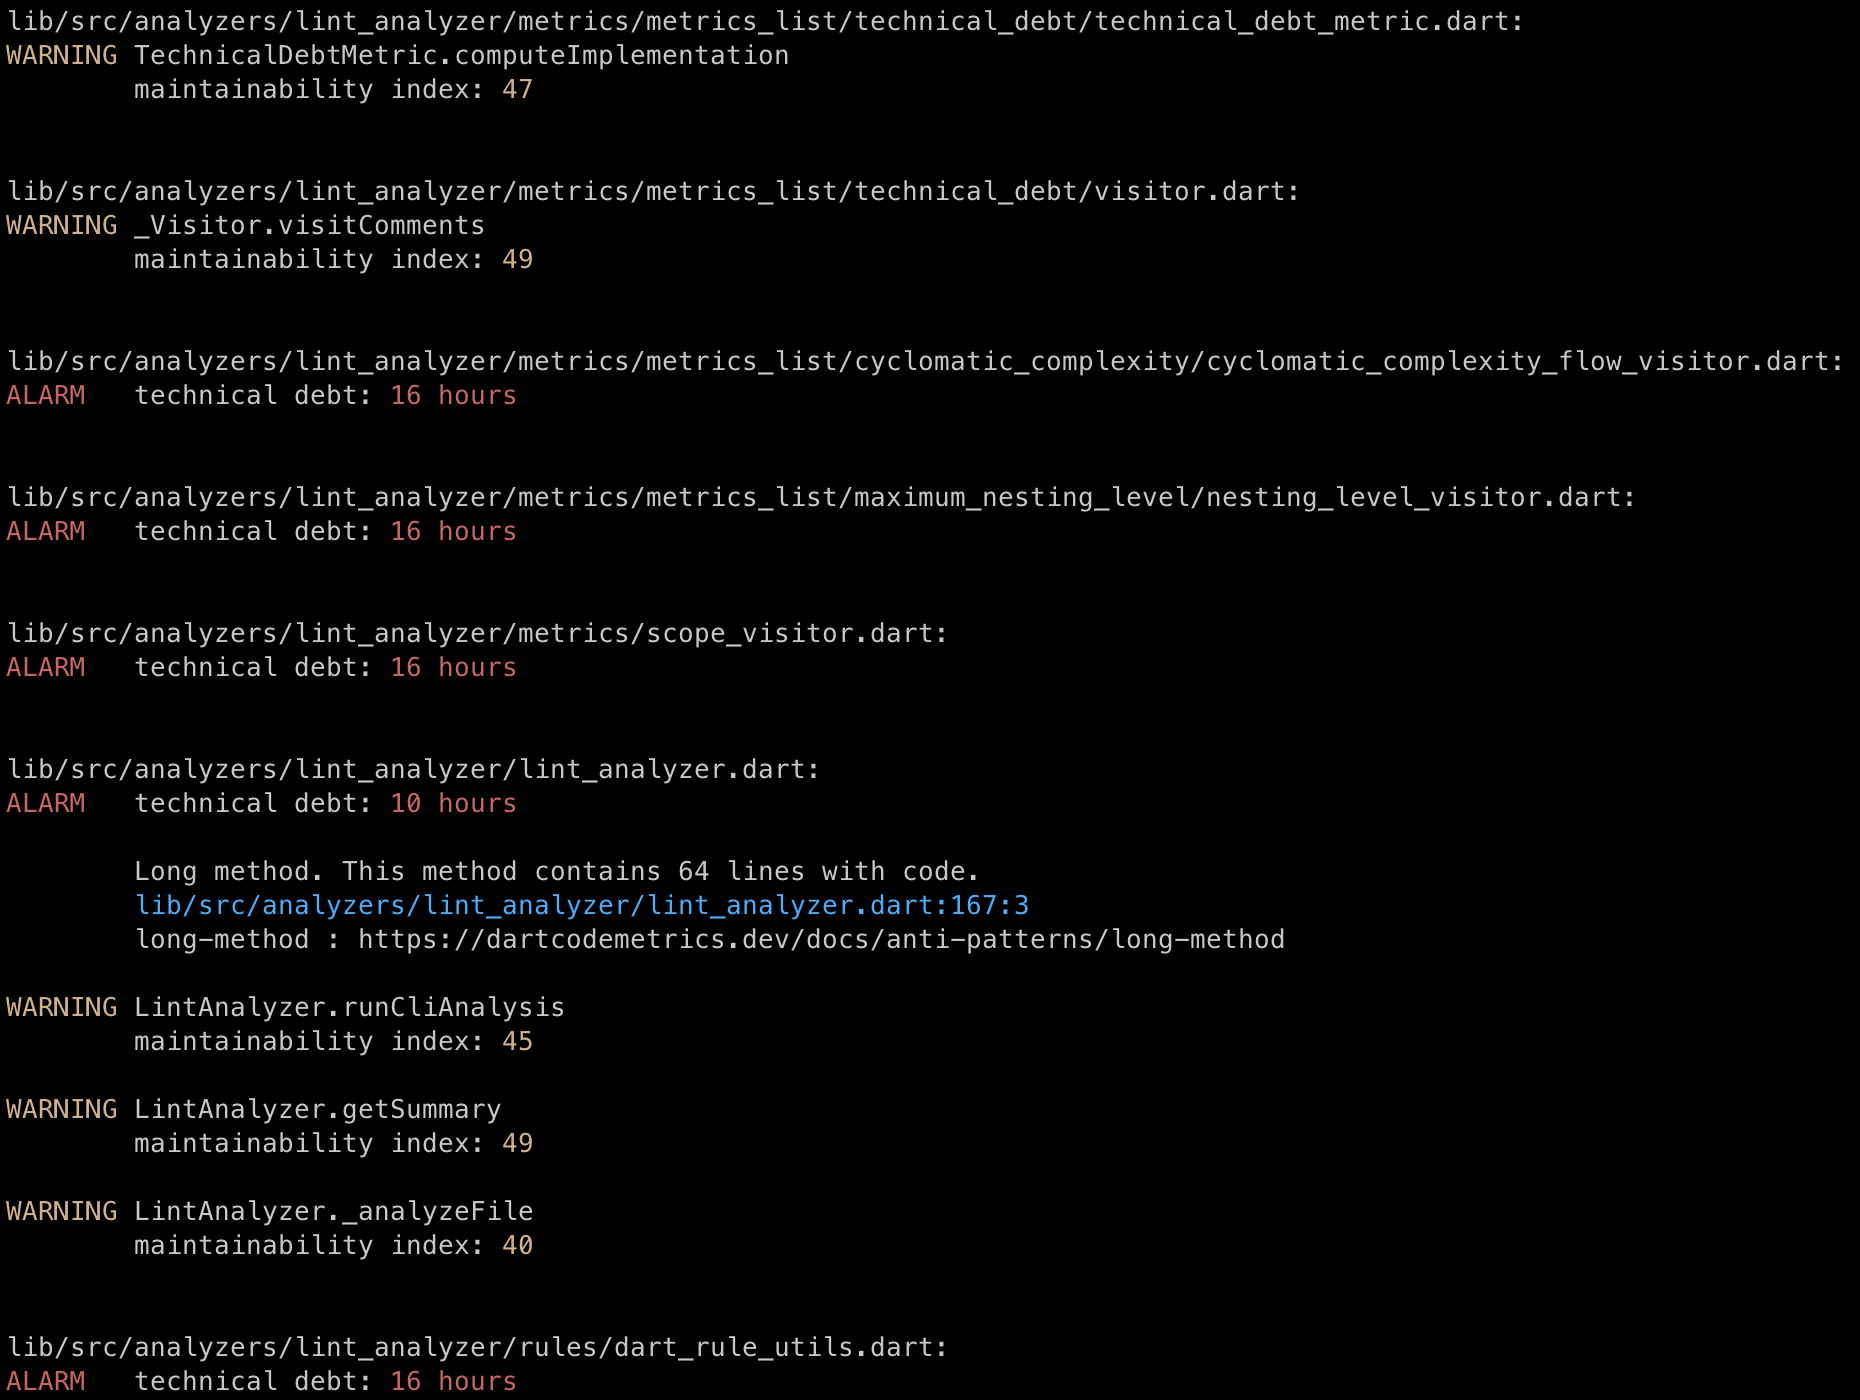 lib/src/analyzers/lint_analyzer/metrics/metrics_list/technical_debt/technical_debt_metric.dart:
WARNING TechnicalDebtMetric.computeImplementation
maintainability index: 47
lib/src/analyzers/lint_analyzer/metrics/metrics_list/technical_debt/visitor.dart:
WARNING _Visitor.visitComments
maintainability index: 49
lib/src/analyzers/lint_analyzer/metrics/metrics_list/cyclomatic_complexity/cyclomatic_complexity_flow_visitor.dart:
ALARM technical debt: 16 hours
lib/src/analyzers/lint_analyzer/metrics/metrics_list/maximum_nesting_level/nesting_level_visitor.dart:
ALARM technical debt: 16 hours
lib/src/analyzers/lint_analyzer/metrics/scope_visitor.dart:
ALARM technical debt: 16 hours
lib/src/analyzers/lint_analyzer/lint_analyzer.dart:
ALARM technical debt: 10 hours
Long method. This method contains 64 lines with code.
lib/src/analyzers/lint_analyzer/lint_analyzer.dart:167:3
long-method : https://dartcodemetrics.dev/docs/anti-patterns/long-method
WARNING LintAnalyzer.runCliAnalysis
maintainability index: 45
WARNING LintAnalyzer.getSummary
maintainability index: 49
WARNING LintAnalyzer._analyzeFile
maintainability index: 40
lib/src/analyzers/lint_analyzer/rules/dart_rule_utils.dart:
ALARM technical debt: 16 hours